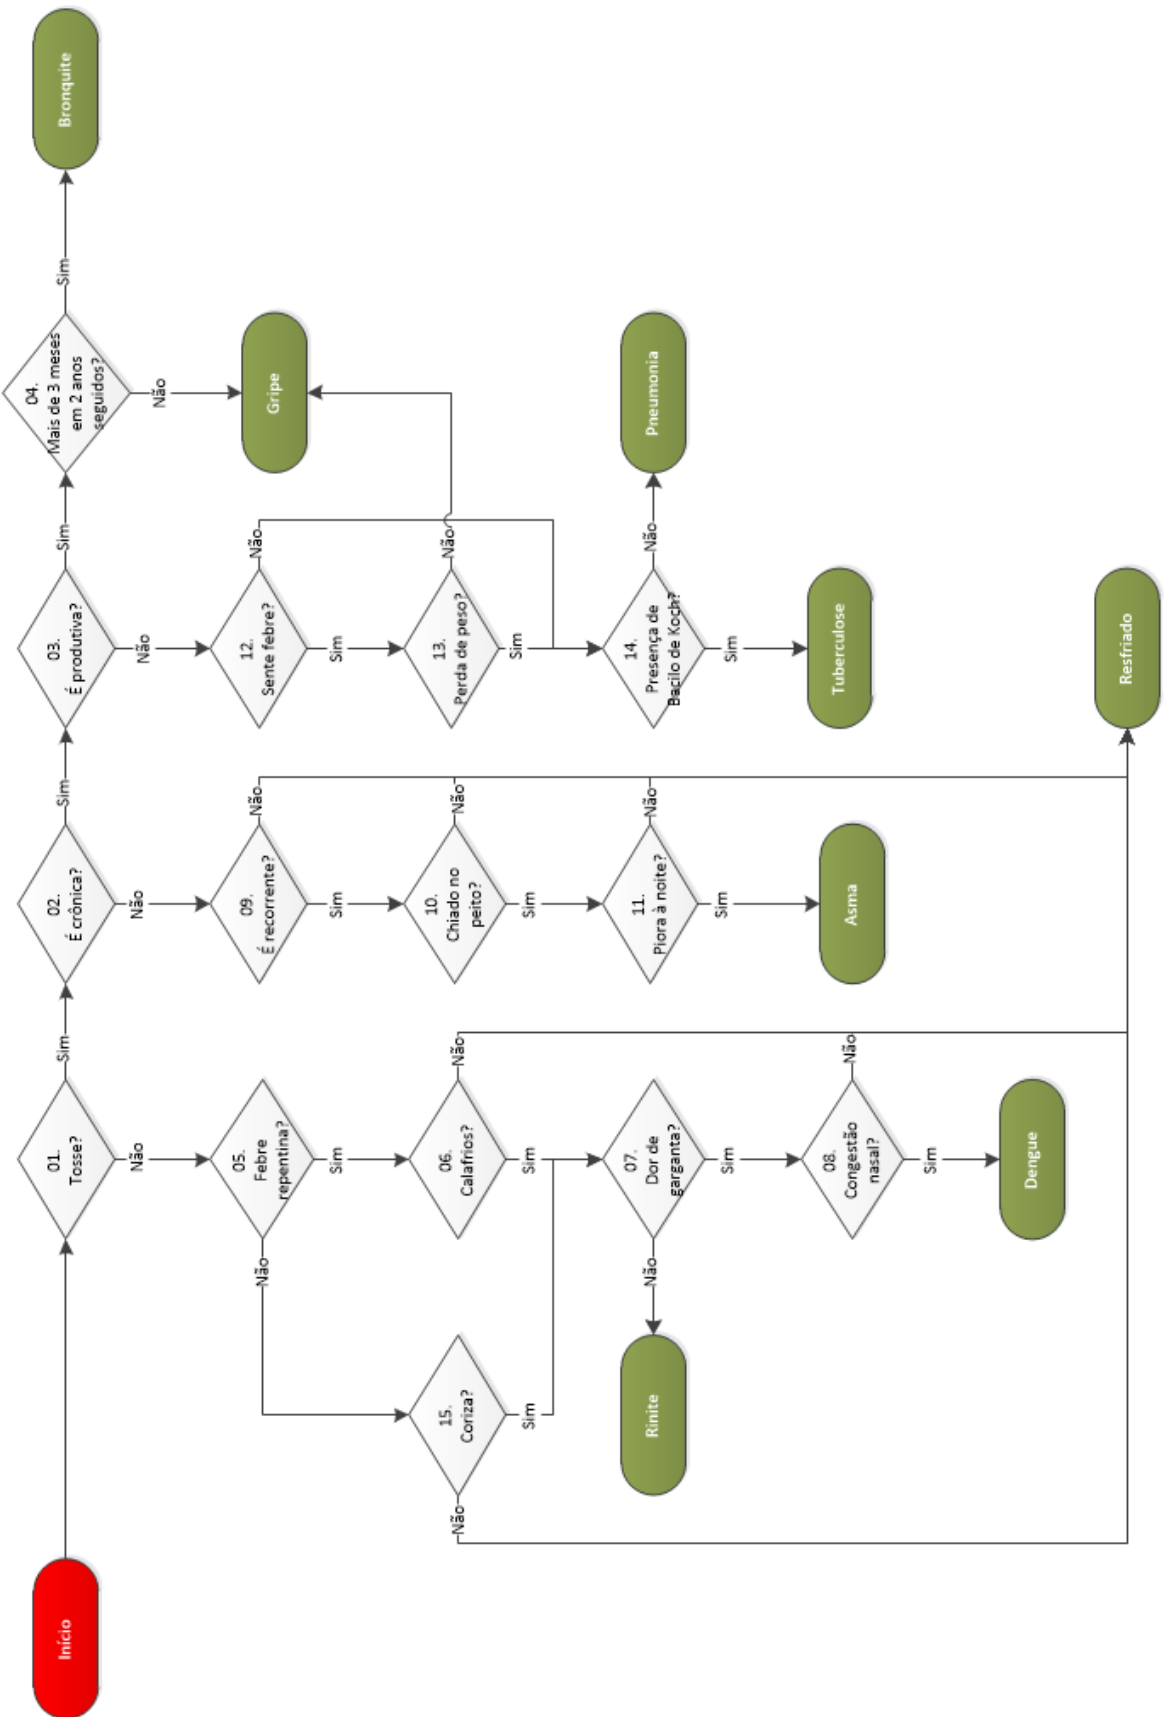 Início
01.
Tosse?
Sim
02.
É crônica?
Sim
03.
É produtiva?
Sim
04.
Mais de 3 meses
em 2 anos
seguidos?
Sim
Bronquite
Não
Não
Não
Não
05.
Febre
repentina?
Não
09.
É recorrente?
Não
12.
Sente febre?
Não
Gripe
Sim
Sim
Sim
15.
Coriza?
Não
06.
Calafrios?
Não
10.
Chiado no
peito?
Não
13.
Perda de peso?
Não
Sim
Sim
Sim
Sim
Rinite
Não
07.
Dor de
garganta?
11.
Piora à noite?
Não
14.
Presença de
Bacilo de Koch?
Não
Pneumonia
Sim
Sim
Sim
08.
Congestão
nasal?
Não
Asma
Tuberculose
Sim
Dengue
Resfriado